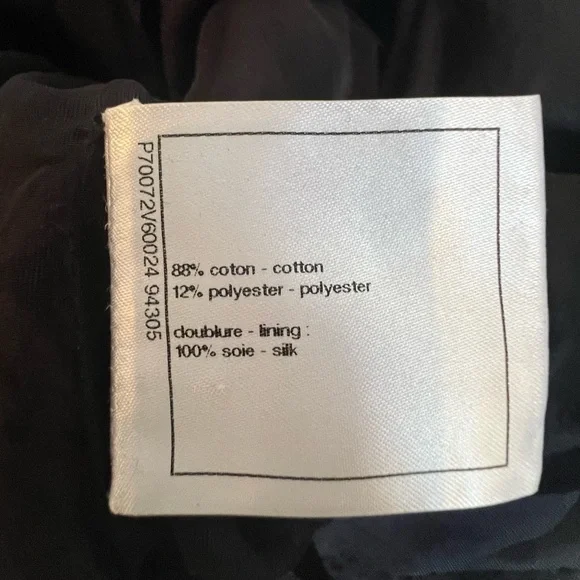 P70072V60024 94305
88% coton - cotton
12% polyester - polyester
doublure - lining :
100% soie - silk